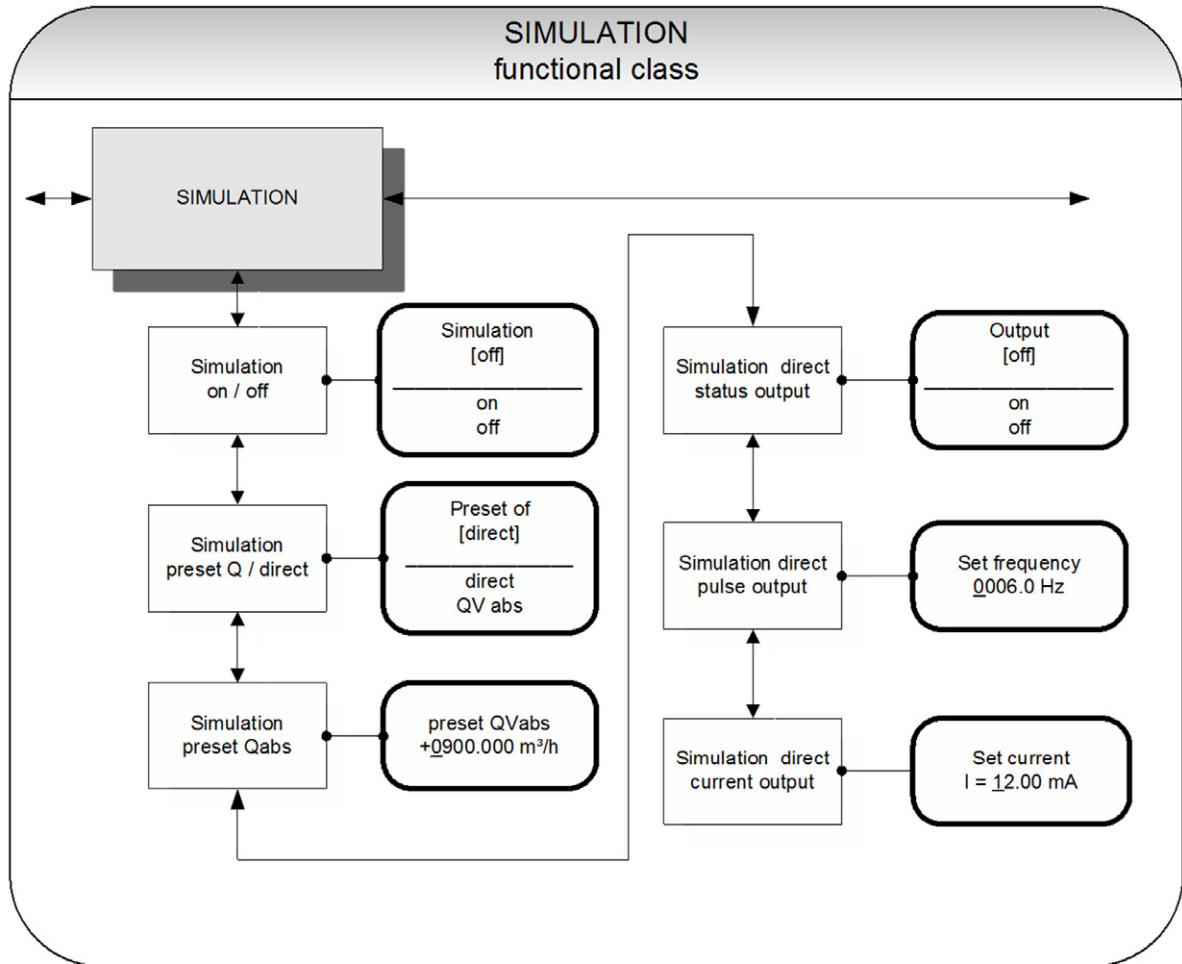 SIMULATION
functional class
SIMULATION
Simulation
on / off
Simulation
[off]
on
off
Simulation
preset Q / direct
Preset of
[direct]
direct
QV abs
Simulation
preset Qabs
preset QVabs
+0900.000 m³/h
Simulation direct
status output
Output
[off]
on
off
Simulation direct
pulse output
Set frequency
0006.0 Hz
Simulation direct
current output
Set current
I = 12.00 mA